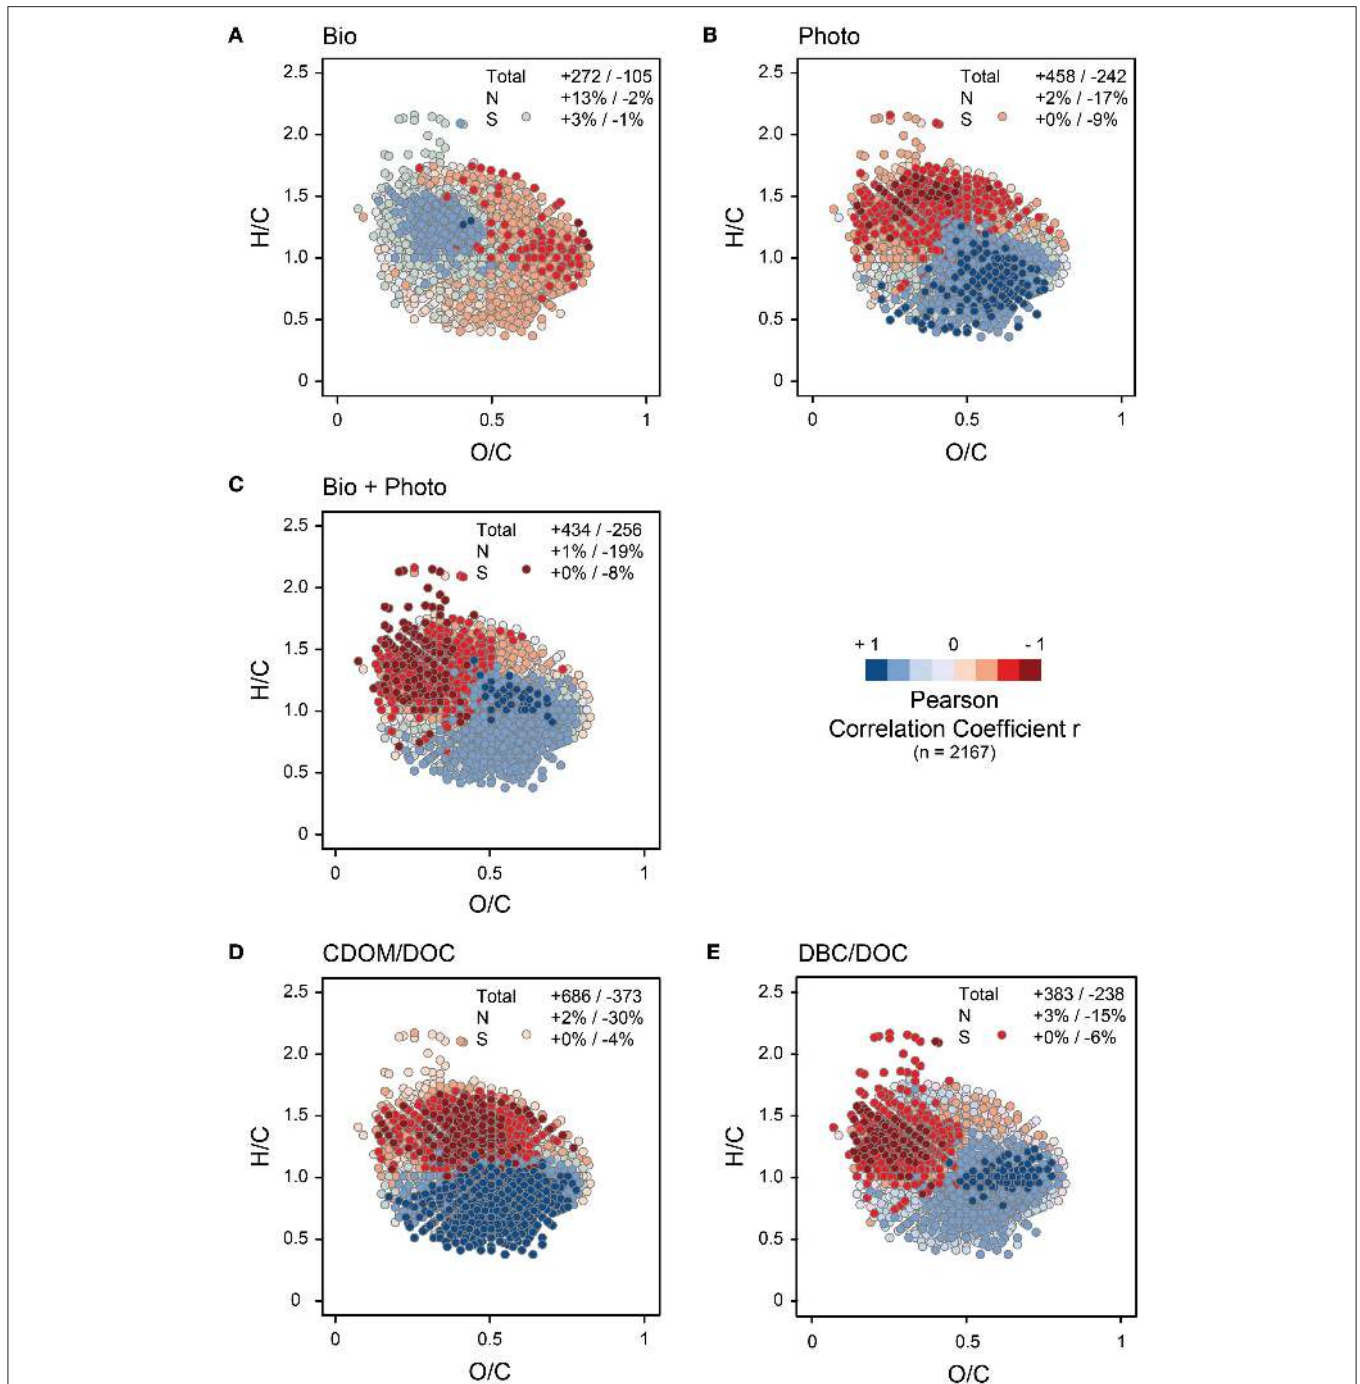 A Bio
Total +272 / -105
N +13% / -2%
S +3% / -1%
2.5
2.0
1.5
1.0
0.5
0
H/C
0 0.5 1
O/C
B Photo
Total +458 / -242
N +2% / -17%
S +0% / -9%
2.5
2.0
1.5
1.0
0.5
0
H/C
0 0.5 1
O/C
C Bio + Photo
Total +434 / -256
N +1% / -19%
S +0% / -8%
2.5
2.0
1.5
1.0
0.5
0
H/C
0 0.5 1
O/C
+ 1 0 - 1
Pearson
Correlation Coefficient r
(n = 2167)
D CDOM/DOC
Total +686 / -373
N +2% / -30%
S +0% / -4%
2.5
2.0
1.5
1.0
0.5
0
H/C
0 0.5 1
O/C
E DBC/DOC
Total +383 / -238
N +3% / -15%
S +0% / -6%
2.5
2.0
1.5
1.0
0.5
0
H/C
0 0.5 1
O/C